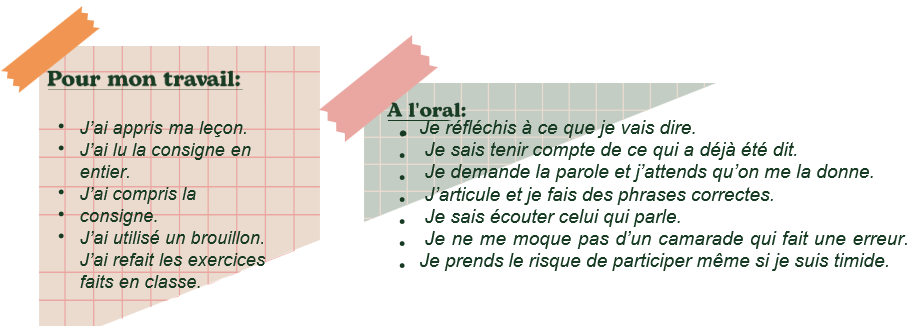 Pour mon travail:
• J’ai appris ma leçon.
• J’ai lu la consigne en
entier.
• J’ai compris la
• consigne.
• J’ai utilisé un brouillon.
J’ai refait les exercices
faits en classe.
A l'oral:
• Je réfléchis à ce que je vais dire.
• Je sais tenir compte de ce qui a déjà été dit.
• Je demande la parole et j’attends qu’on me la donne.
• J’articule et je fais des phrases correctes.
• Je sais écouter celui qui parle.
• Je ne me moque pas d’un camarade qui fait une erreur.
• Je prends le risque de participer même si je suis timide.